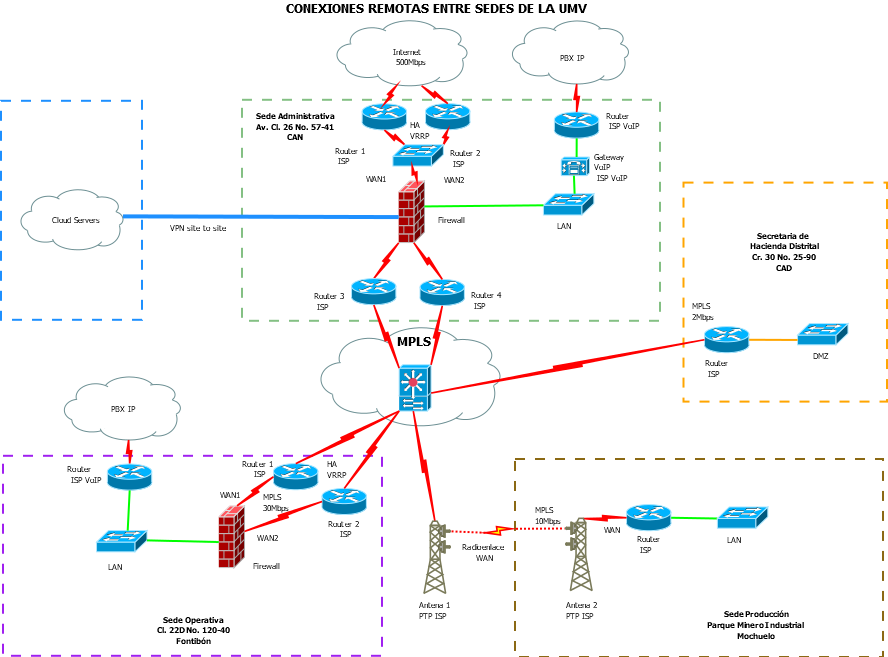 CONEXIONES REMOTAS ENTRE SEDES DE LA UMV
Internet
500Mbps
PBX IP
Sede Administrativa
Av. Cl. 26 No. 57-41
CAN
HA
VRRP
Router 1
ISP
Router 2
ISP
Router
ISP VoIP
Gateway
VoIP
ISP VoIP
WAN1
WAN2
Firewall
LAN
Cloud Servers
VPN site to site
Router 3
ISP
Router 4
ISP
Secretaria de
Hacienda Distrital
Cr. 30 No. 25-90
CAD
MPLS
2Mbps
Router
ISP
DMZ
MPLS
PBX IP
Router
ISP VoIP
Router 1
ISP
HA
VRRP
WAN1
MPLS
30Mbps
Router 2
ISP
WAN2
LAN
Firewall
Sede Operativa
Cl. 22D No. 120-40
Fontibón
Radioenlace
WAN
Antena 1
PTP ISP
MPLS
10Mbps
WAN
Router
ISP
LAN
Antena 2
PTP ISP
Sede Producción
Parque Minero Industrial
Mochuelo